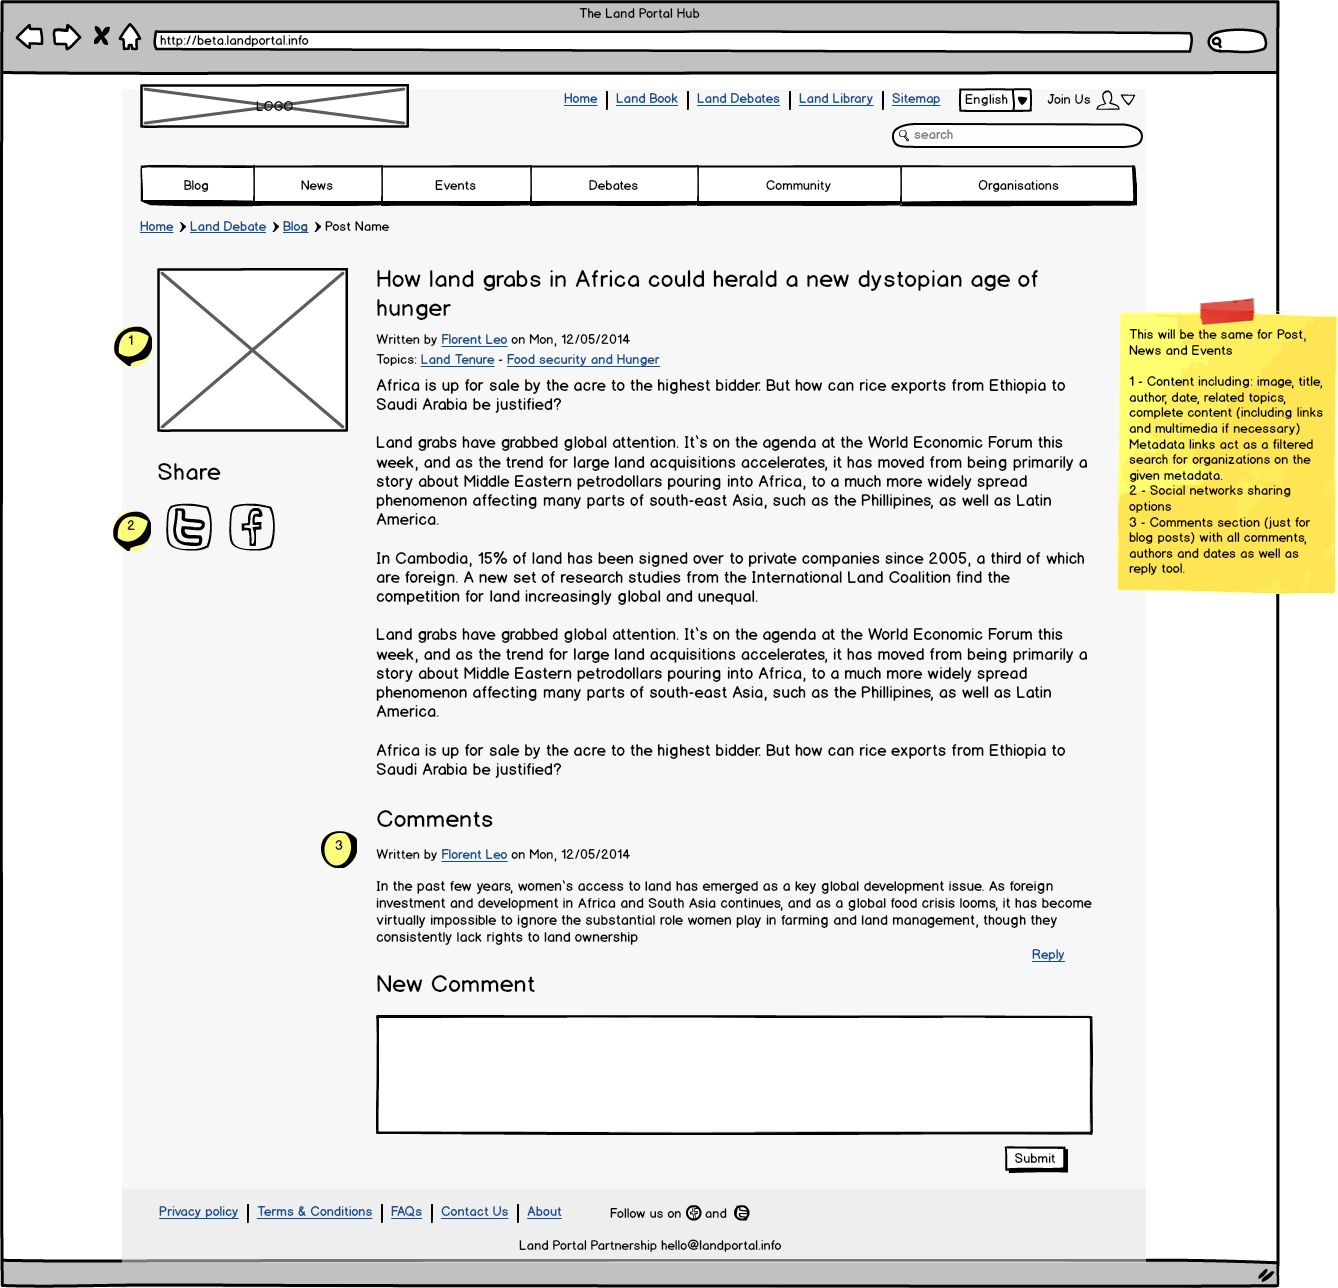 The Land Portal Hub
http://beta.landportal.info
LOGO
Home Land Book Land Debates Land Library Sitemap English Join Us
search
Blog News Events Debates Community Organisations
Home Land Debate Blog Post Name
How land grabs in Africa could herald a new dystopian age of
hunger
Written by Florent Leo on Mon, 12/05/2014
Topics: Land Tenure - Food security and Hunger
Africa is up for sale by the acre to the highest bidder. But how can rice exports from Ethiopia to
Saudi Arabia be justified?
Land grabs have grabbed global attention. It`s on the agenda at the World Economic Forum this
week, and as the trend for large land acquisitions accelerates, it has moved from being primarily a
story about Middle Eastern petrodollars pouring into Africa, to a much more widely spread
phenomenon affecting many parts of south-east Asia, such as the Phillipines, as well as Latin
America.
In Cambodia, 15% of land has been signed over to private companies since 2005, a third of which
are foreign. A new set of research studies from the International Land Coalition find the
competition for land increasingly global and unequal.
Land grabs have grabbed global attention. It`s on the agenda at the World Economic Forum this
week, and as the trend for large land acquisitions accelerates, it has moved from being primarily a
story about Middle Eastern petrodollars pouring into Africa, to a much more widely spread
phenomenon affecting many parts of south-east Asia, such as the Phillipines, as well as Latin
America.
Africa is up for sale by the acre to the highest bidder. But how can rice exports from Ethiopia to
Saudi Arabia be justified?
1
Share
2
t f
Comments
3
Written by Florent Leo on Mon, 12/05/2014
In the past few years, women`s access to land has emerged as a key global development issue. As foreign
investment and development in Africa and South Asia continues, and as a global food crisis looms, it has become
virtually impossible to ignore the substantial role women play in farming and land management, though they
consistently lack rights to land ownership
Reply
New Comment
Submit
Privacy policy Terms & Conditions FAQs Contact Us About Follow us on f and t
Land Portal Partnership hello@landportal.info
This will be the same for Post,
News and Events
1 - Content including: image, title,
author, date, related topics,
complete content (including links
and multimedia if necessary)
Metadata links act as a filtered
search for organizations on the
given metadata.
2 - Social networks sharing
options
3 - Comments section (just for
blog posts) with all comments,
authors and dates as well as
reply tool.